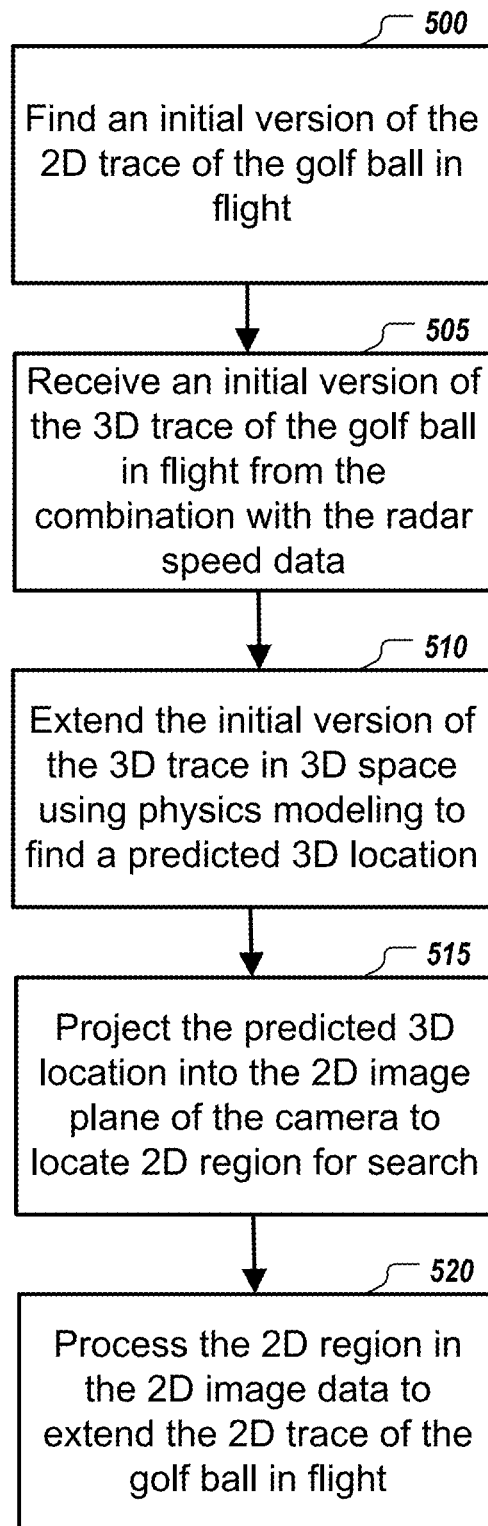 500
Find an initial version of the
2D trace of the golf ball in
flight
505
Receive an initial version of
the 3D trace of the golf ball
in flight from the
combination with the radar
speed data
510
Extend the initial version of
the 3D trace in 3D space
using physics modeling to
find a predicted 3D location
515
Project the predicted 3D
location into the 2D image
plane of the camera to
locate 2D region for search
520
Process the 2D region in
the 2D image data to
extend the 2D trace of the
golf ball in flight